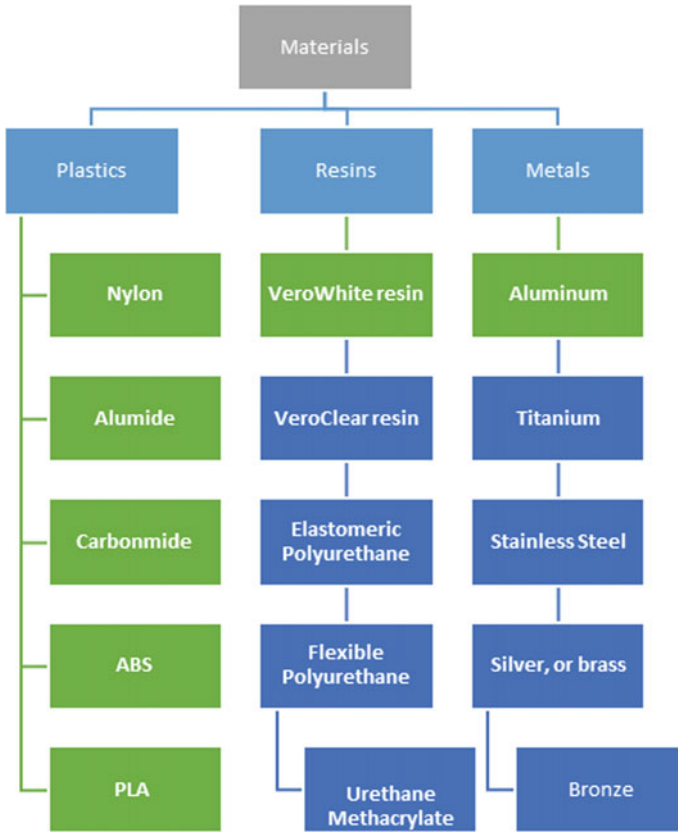 Materials
Plastics
Resins
Metals
Nylon
VeroWhite resin
Aluminum
Alumide
VeroClear resin
Titanium
Carbonmide
Elastomeric
Polyurethane
Stainless Steel
ABS
Flexible
Polyurethane
Silver, or brass
PLA
Urethane
Methacrylate
Bronze